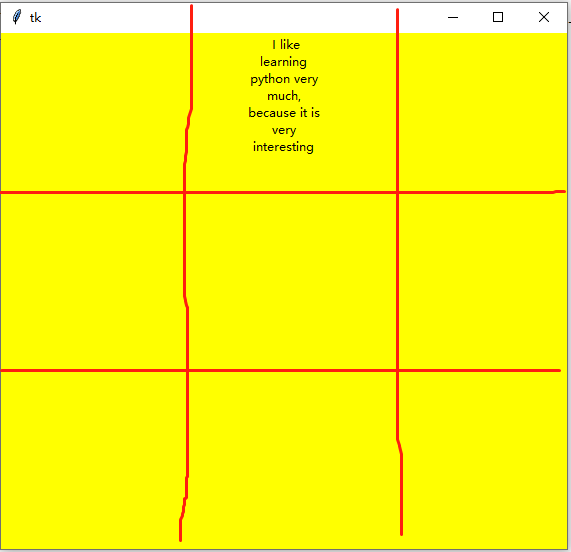 tk
I like
learning
python very
much,
because it is
very
interesting